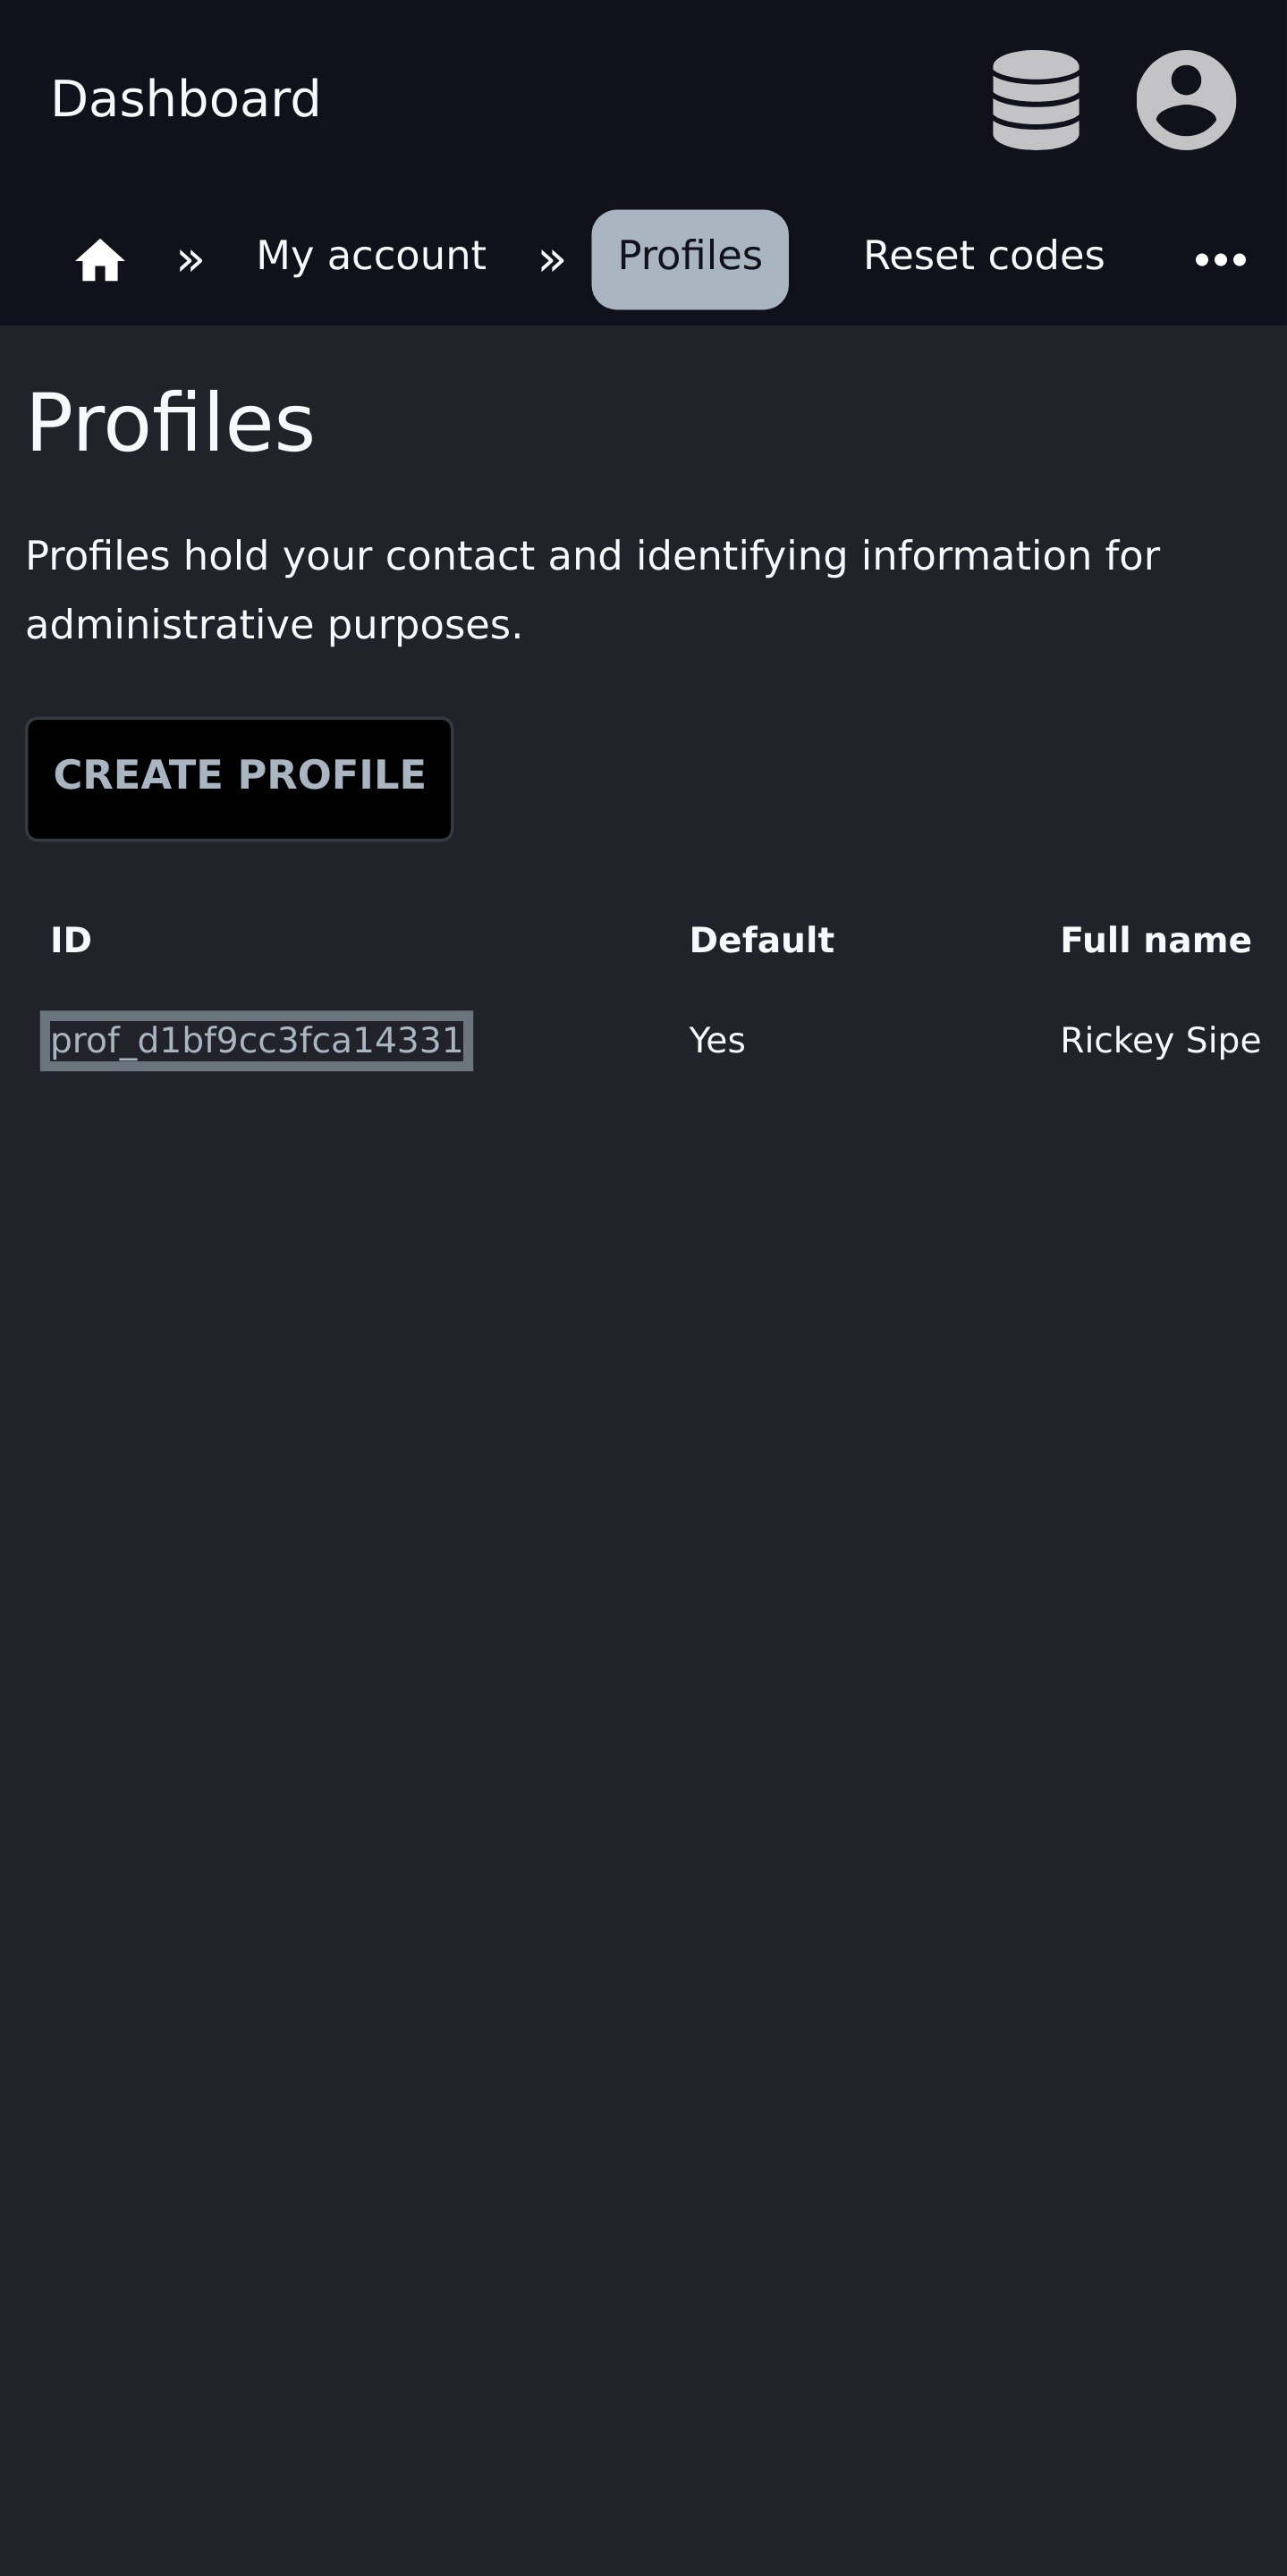 Dashboard
» My account » Profiles Reset codes
Profiles
Profiles hold your contact and identifying information for
administrative purposes.
CREATE PROFILE
ID Default Full name
prof_d1bf9cc3fca14331 Yes Rickey Sipe